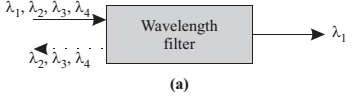 λ1, λ2, λ3, λ4
Wavelength
filter
λ1
λ2, λ3, λ4
(a)